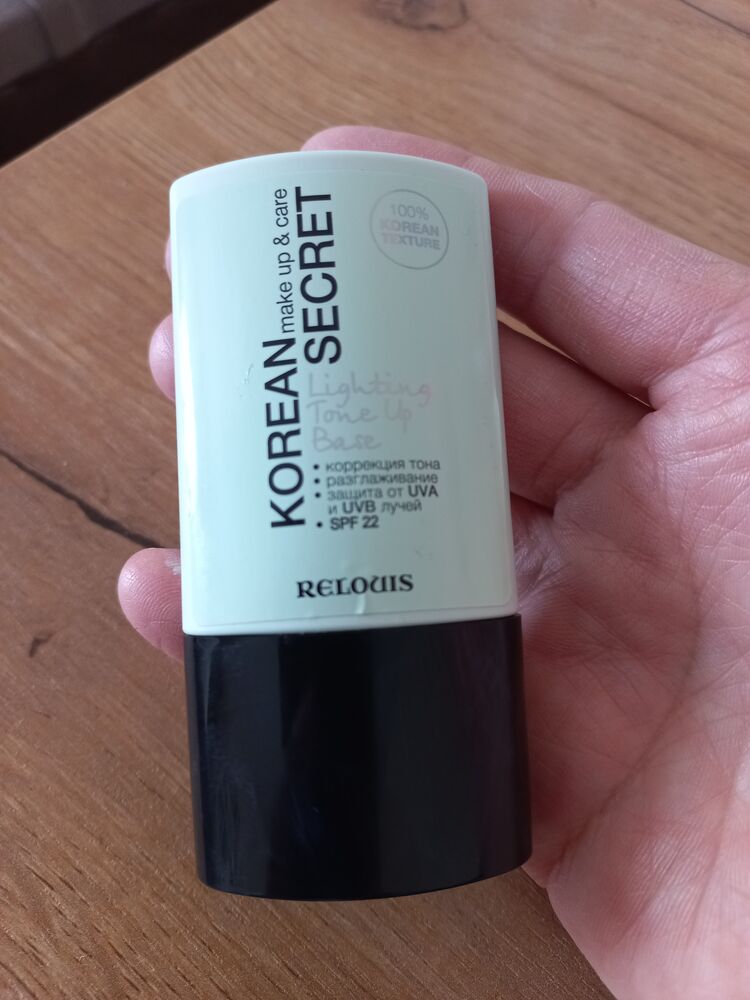 KOREAN
make up & care
SECRET
100%
KOREAN
TEXTURE
Lighting
Tone Up
Base
• коррекция тона
• разглаживание
• защита от UVA
и UVB лучей
• SPF 22
RELOUIS